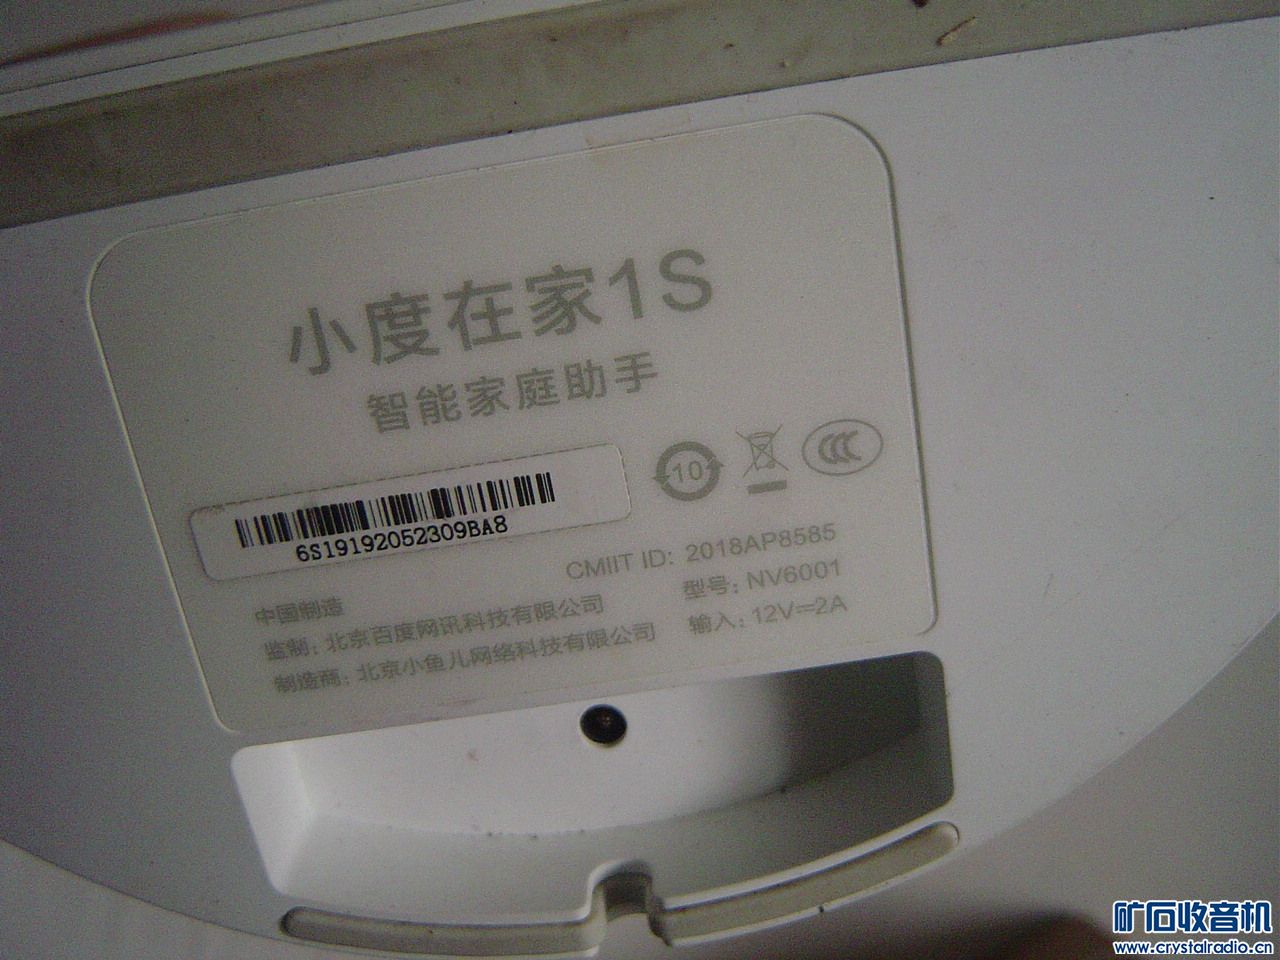 小度在家1S
智能家庭助手
10
6S19192052309BA8
CMIIT ID: 2018AP8585
中国制造
型号: NV6001
监制: 北京百度网讯科技有限公司
输入: 12V⎓2A
制造商: 北京小鱼儿网络科技有限公司
矿石收音机
www.crystalradio.cn